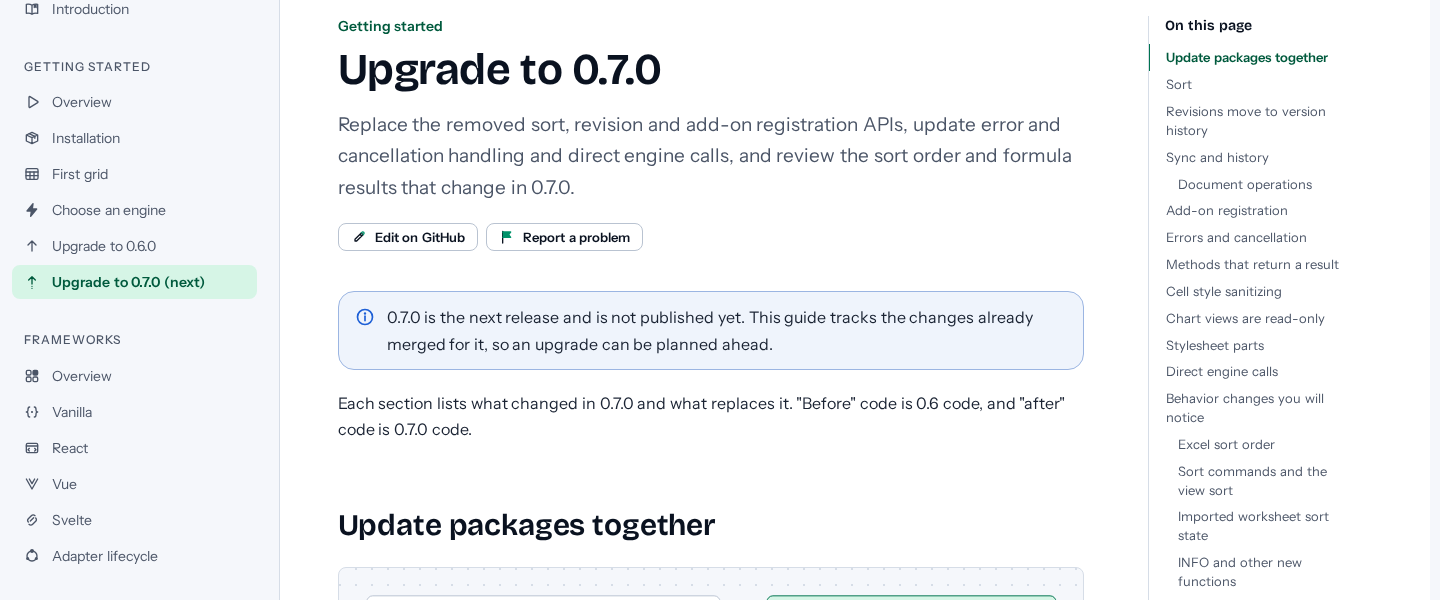 Introduction
GETTING STARTED
Overview
Installation
First grid
Choose an engine
Upgrade to 0.6.0
Upgrade to 0.7.0 (next)
FRAMEWORKS
Overview
Vanilla
React
Vue
Svelte
Adapter lifecycle
Getting started
Upgrade to 0.7.0
Replace the removed sort, revision and add-on registration APIs, update error and
cancellation handling and direct engine calls, and review the sort order and formula
results that change in 0.7.0.
Edit on GitHub
Report a problem
0.7.0 is the next release and is not published yet. This guide tracks the changes already
merged for it, so an upgrade can be planned ahead.
Each section lists what changed in 0.7.0 and what replaces it. "Before" code is 0.6 code, and "after"
code is 0.7.0 code.
Update packages together
On this page
Update packages together
Sort
Revisions move to version
history
Sync and history
Document operations
Add-on registration
Errors and cancellation
Methods that return a result
Cell style sanitizing
Chart views are read-only
Stylesheet parts
Direct engine calls
Behavior changes you will
notice
Excel sort order
Sort commands and the
view sort
Imported worksheet sort
state
INFO and other new
functions